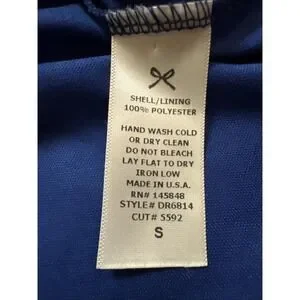 SHELL/LINING
100% POLYESTER
HAND WASH COLD
OR DRY CLEAN
DO NOT BLEACH
LAY FLAT TO DRY
IRON LOW
MADE IN U.S.A.
RN# 145848
STYLE# DR6814
CUT# 5592
S